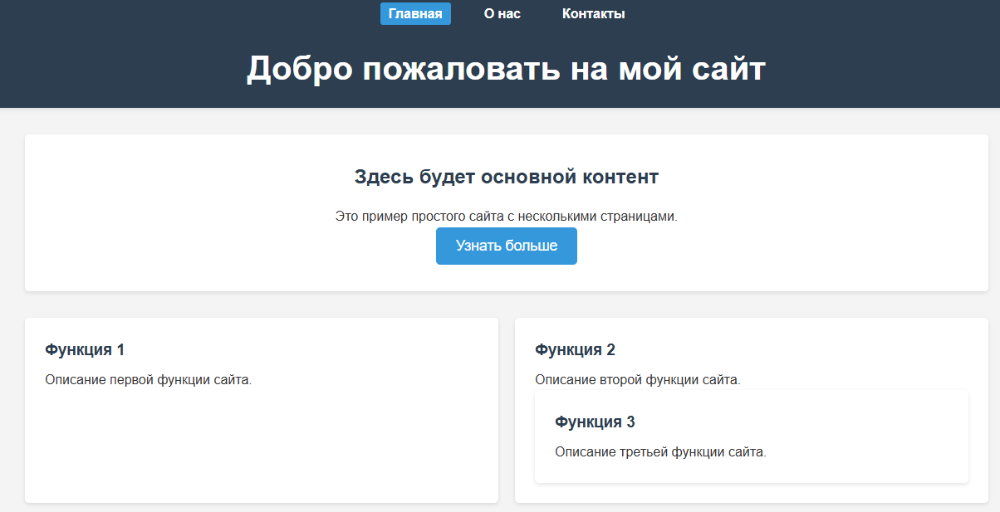 Главная О нас Контакты
Добро пожаловать на мой сайт
Здесь будет основной контент
Это пример простого сайта с несколькими страницами.
Узнать больше
Функция 1
Описание первой функции сайта.
Функция 2
Описание второй функции сайта.
Функция 3
Описание третьей функции сайта.